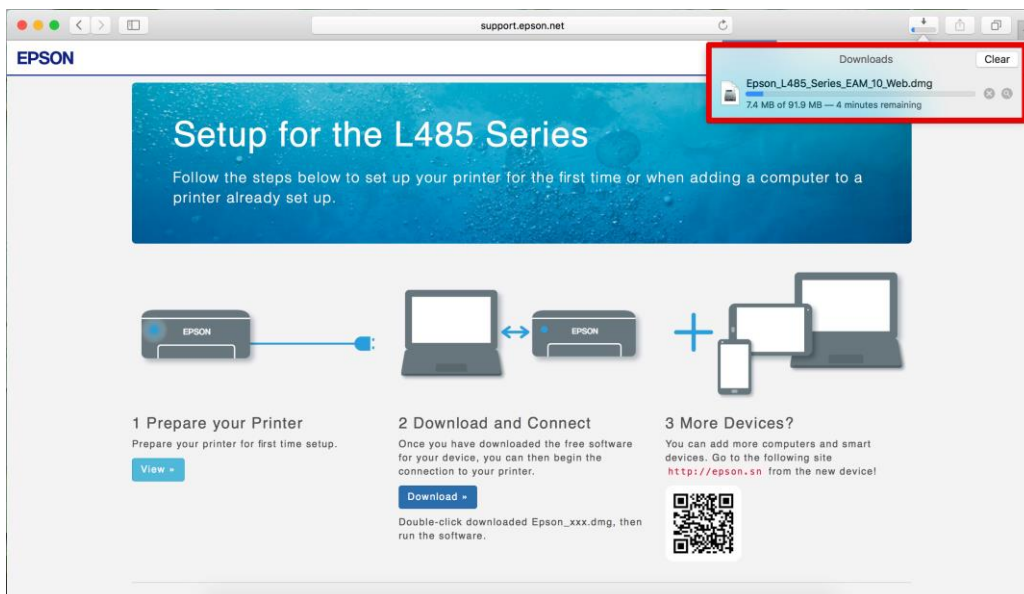 support.epson.net
EPSON
Downloads
Clear
Epson_L485_Series_EAM_10_Web.dmg
7.4 MB of 91.9 MB — 4 minutes remaining
Setup for the L485 Series
Follow the steps below to set up your printer for the first time or when adding a computer to a
printer already set up.
EPSON
EPSON
1 Prepare your Printer
Prepare your printer for first time setup.
View »
2 Download and Connect
Once you have downloaded the free software
for your device, you can then begin the
connection to your printer.
Download »
Double-click downloaded Epson_xxx.dmg, then
run the software.
3 More Devices?
You can add more computers and smart
devices. Go to the following site
http://epson.sn from the new device!